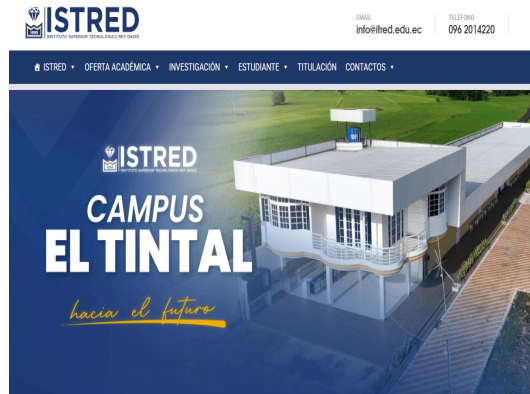 ISTRED
INSTITUTO SUPERIOR TECNOLÓGICO REY DAVID
EMAIL
info@itred.edu.ec
TELÉFONO
096 2014220
ISTRED
OFERTA ACADÉMICA
INVESTIGACIÓN
ESTUDIANTE
TITULACIÓN
CONTACTOS
ISTRED
INSTITUTO SUPERIOR TECNOLÓGICO REY DAVID
CAMPUS
EL TINTAL
hacia el futuro